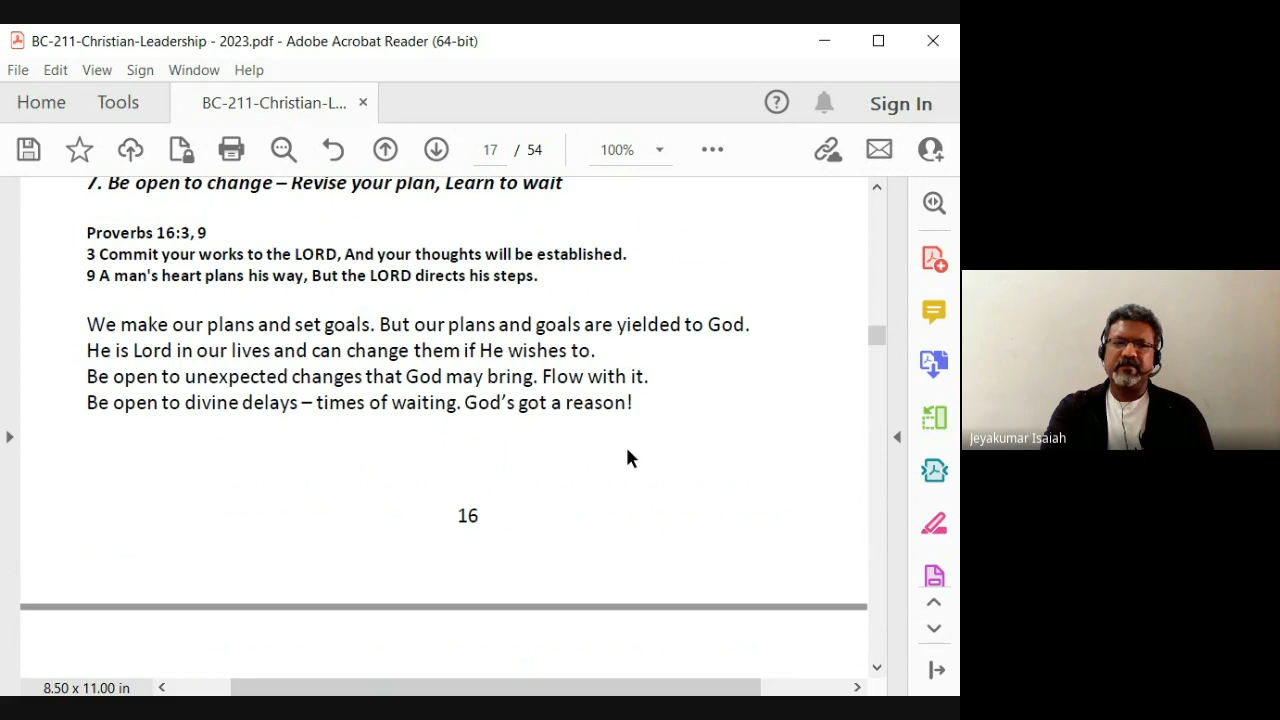 BC-211-Christian-Leadership - 2023.pdf - Adobe Acrobat Reader (64-bit)
File Edit View Sign Window Help
Home Tools BC-211-Christian-L... × Sign In
17 / 54 100%
7. Be open to change – Revise your plan, Learn to wait
Proverbs 16:3, 9
3 Commit your works to the LORD, And your thoughts will be established.
9 A man's heart plans his way, But the LORD directs his steps.
We make our plans and set goals. But our plans and goals are yielded to God.
He is Lord in our lives and can change them if He wishes to.
Be open to unexpected changes that God may bring. Flow with it.
Be open to divine delays – times of waiting. God's got a reason!
16
8.50 x 11.00 in
Jeyakumar Isaiah